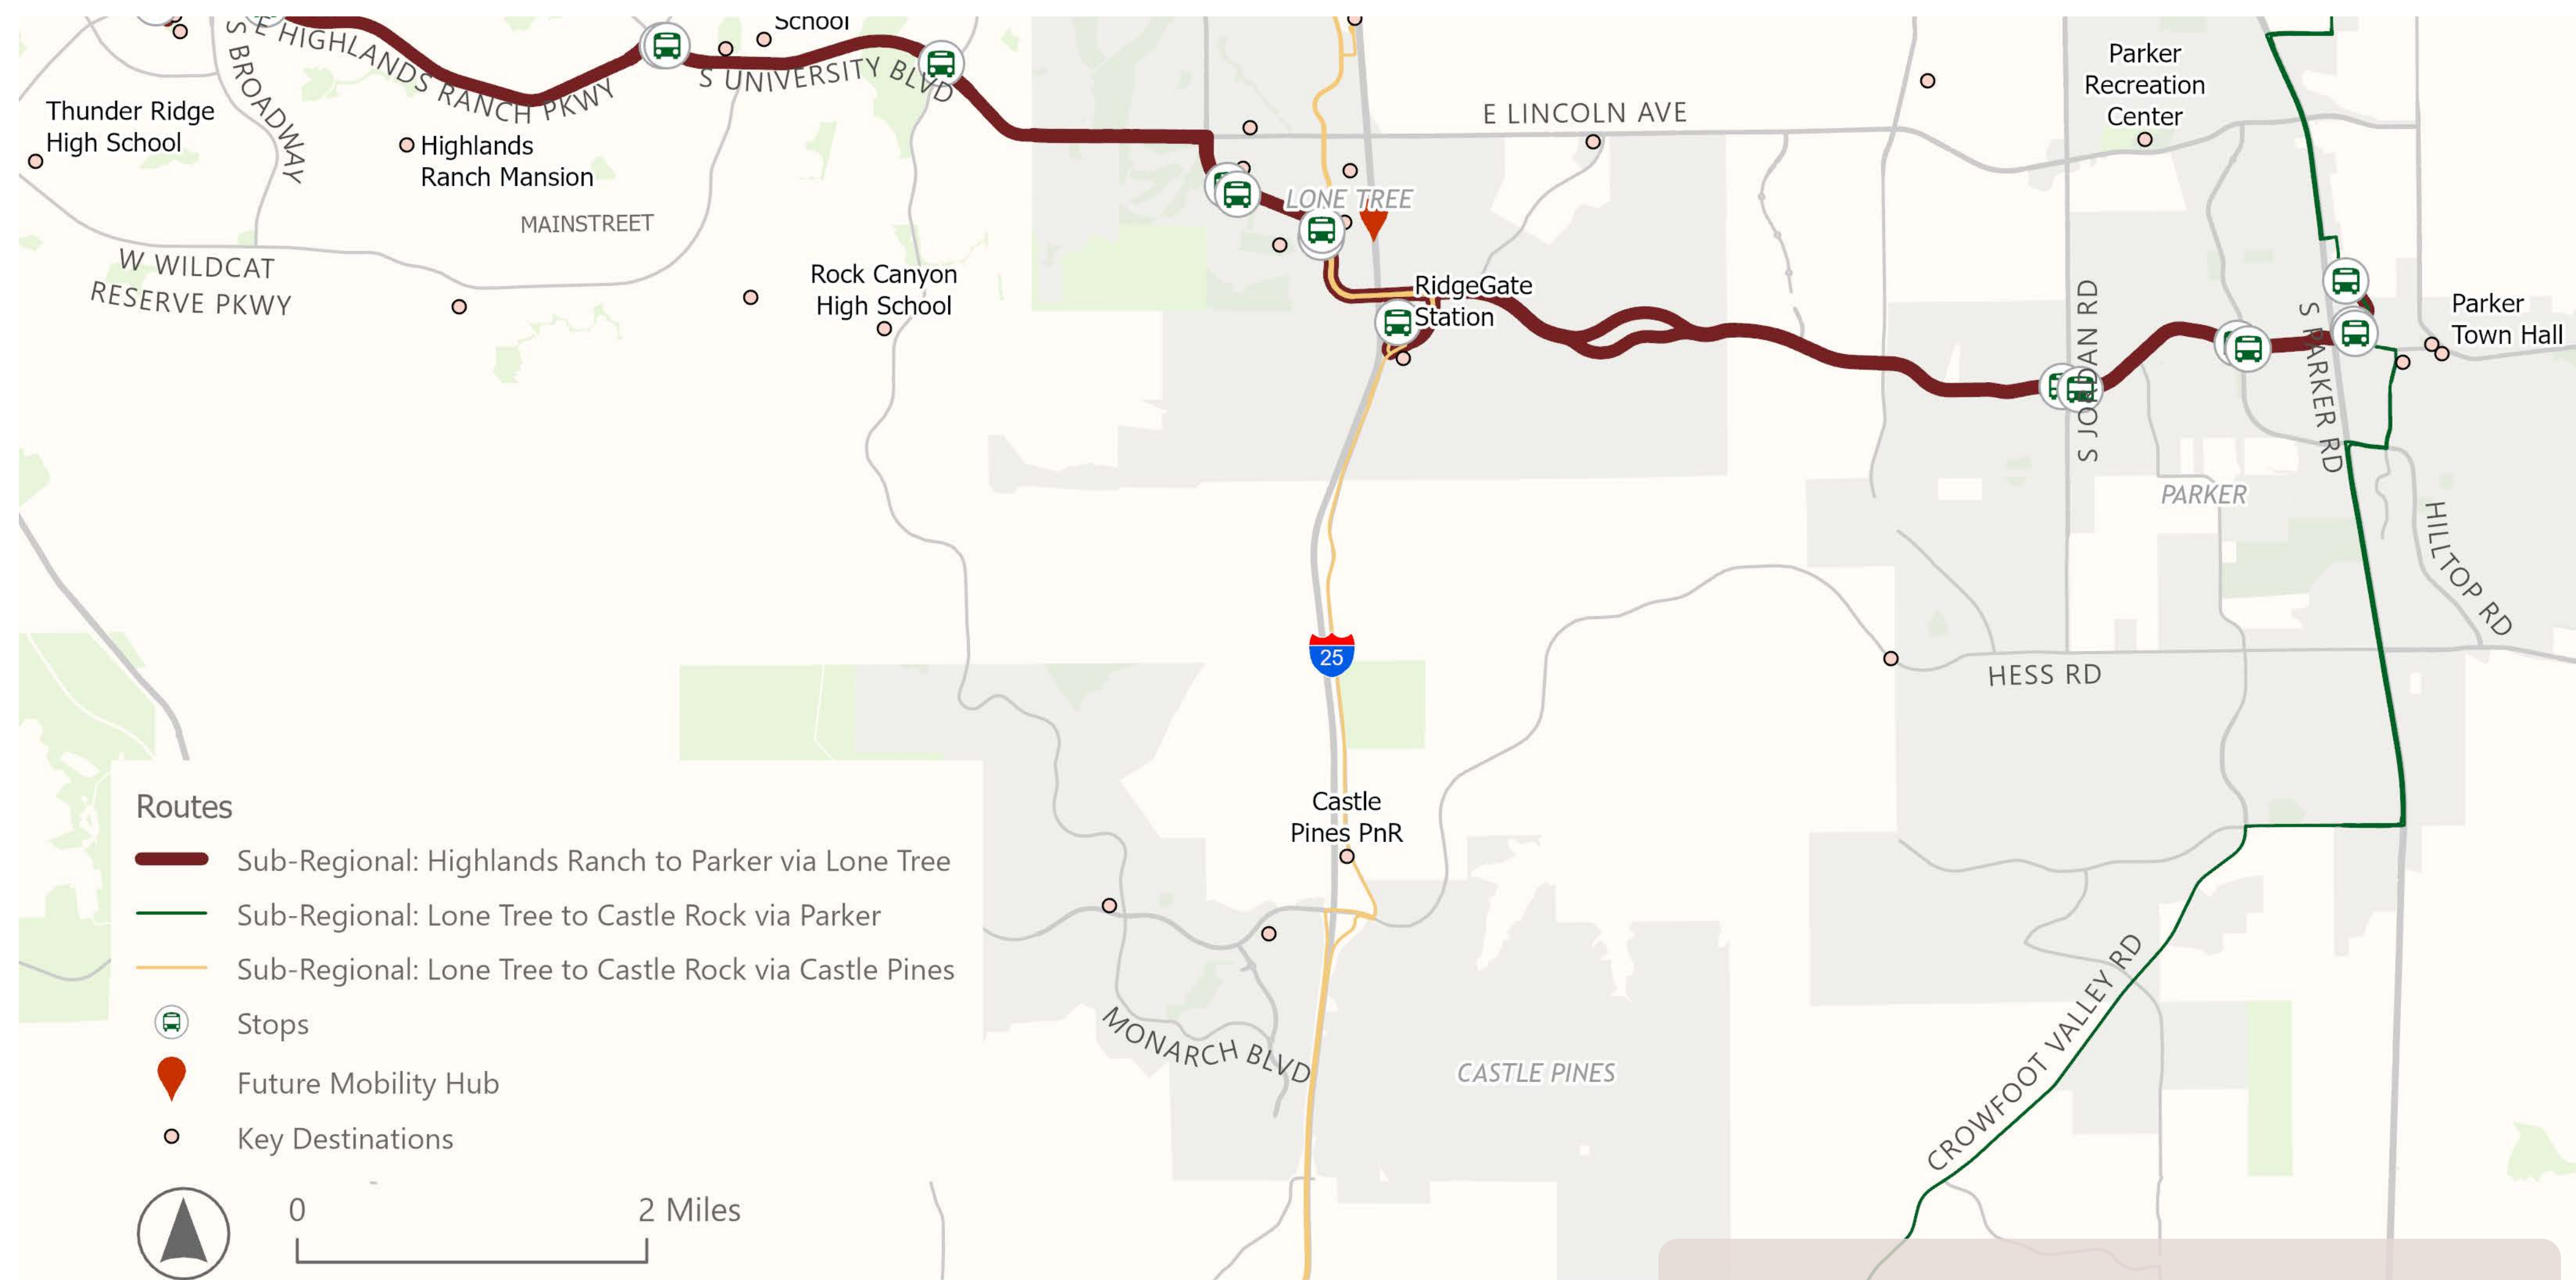 School
E HIGHLANDS RANCH PKWY
S BROADWAY
S UNIVERSITY BLVD
Thunder Ridge
High School
Highlands
Ranch Mansion
MAINSTREET
W WILDCAT
RESERVE PKWY
Rock Canyon
High School
E LINCOLN AVE
Parker
Recreation
Center
LONE TREE
RidgeGate
Station
S JORDAN RD
S PARKER RD
Parker
Town Hall
PARKER
HILLTOP RD
25
HESS RD
Castle
Pines PnR
MONARCH BLVD
CASTLE PINES
CROWFOOT VALLEY RD
Routes
Sub-Regional: Highlands Ranch to Parker via Lone Tree
Sub-Regional: Lone Tree to Castle Rock via Parker
Sub-Regional: Lone Tree to Castle Rock via Castle Pines
Stops
Future Mobility Hub
Key Destinations
0 2 Miles